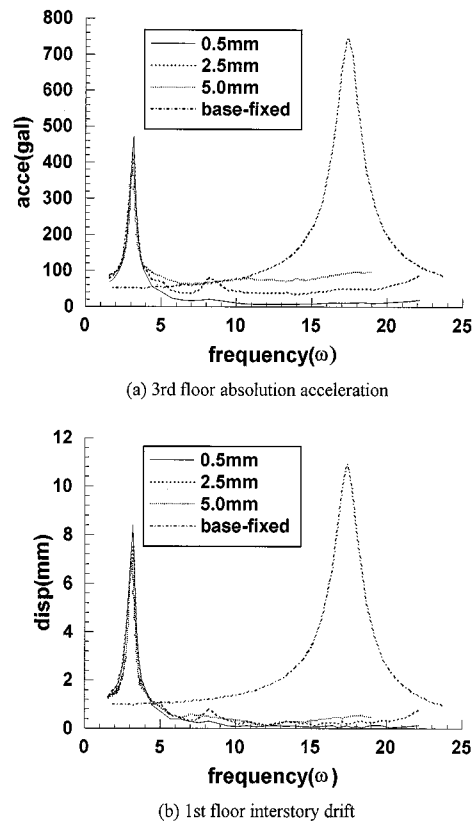 800
700
600
500
400
300
200
100
0
acce(gal)
0.5mm
2.5mm
5.0mm
base-fixed
0 5 10 15 20 25
frequency(ω)
(a) 3rd floor absolution acceleration
12
10
8
6
4
2
0
disp(mm)
0.5mm
2.5mm
5.0mm
base-fixed
0 5 10 15 20 25
frequency(ω)
(b) 1st floor interstory drift